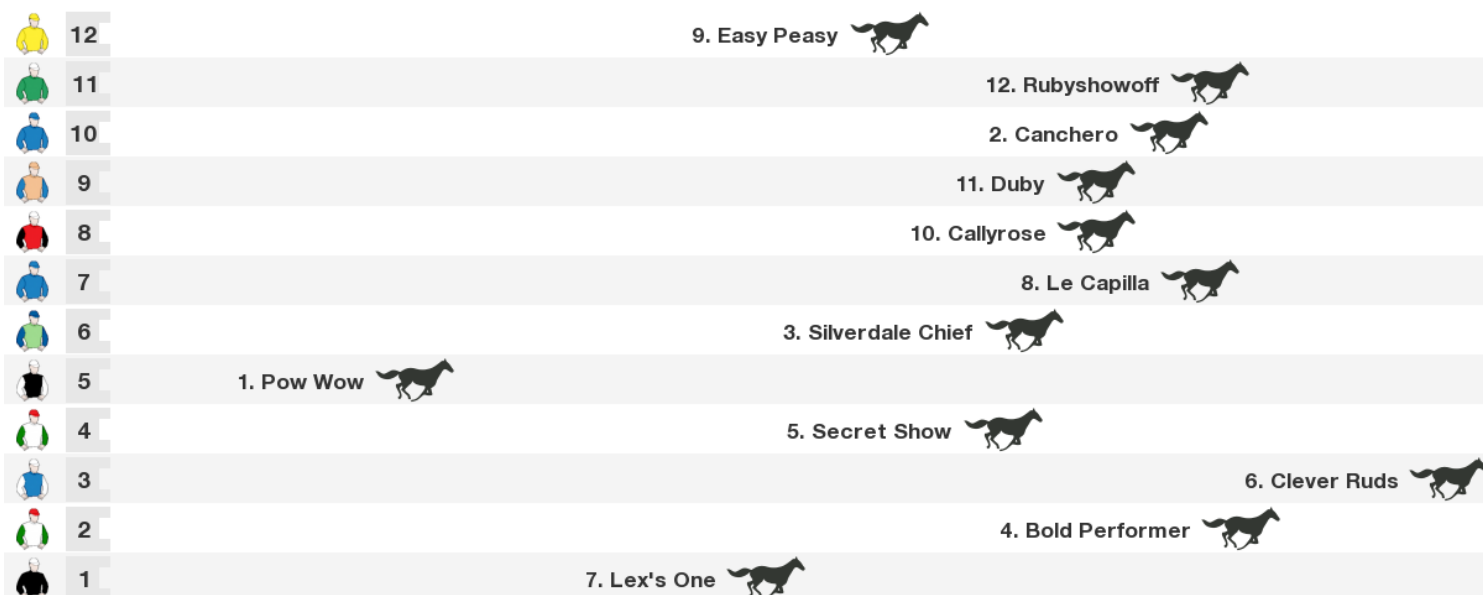 12 9. Easy Peasy
11 12. Rubyshowoff
10 2. Canchero
9 11. Duby
8 10. Callyrose
7 8. Le Capilla
6 3. Silverdale Chief
5 1. Pow Wow
4 5. Secret Show
3 6. Clever Ruds
2 4. Bold Performer
1 7. Lex's One